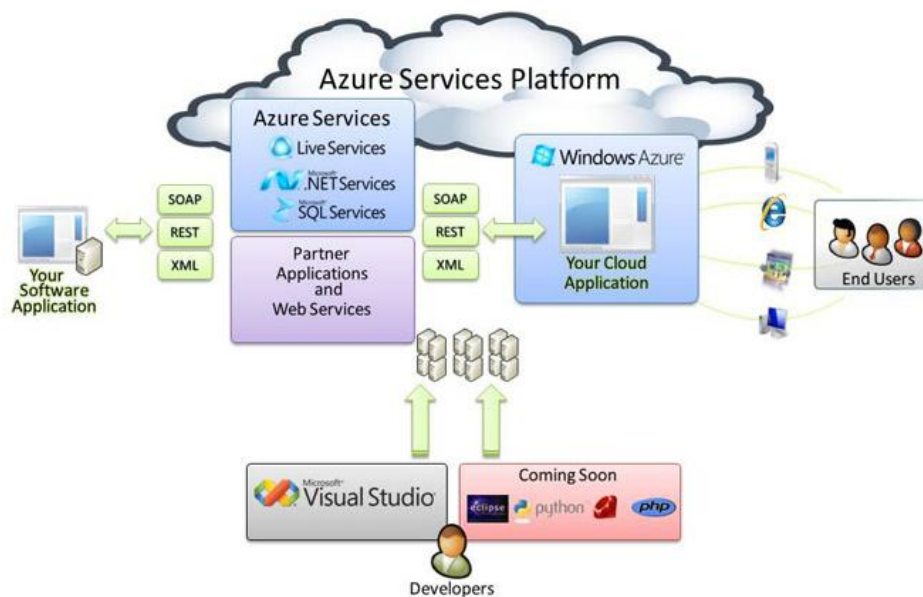 Azure Services Platform
Azure Services
Live Services
Microsoft
.NET Services
Microsoft
SQL Services
SOAP
REST
XML
Your
Software
Application
Partner
Applications
and
Web Services
SOAP
REST
XML
Windows Azure
Your Cloud
Application
End Users
Microsoft
Visual Studio
Coming Soon
eclipse
python
php
Developers